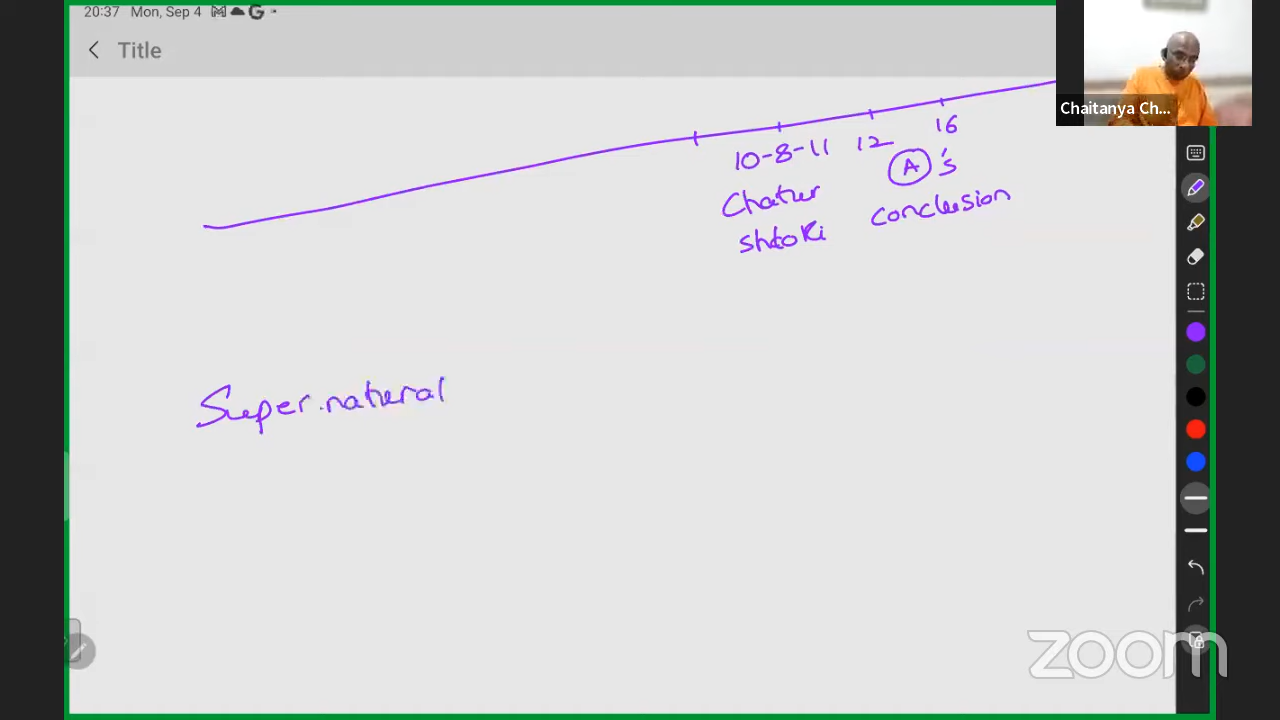 20:37 Mon, Sep 4
Title
Chaitanya Ch...
10-8-11 12 16
A 's
Chatur conclusion
shloki
Super.natural
zoom